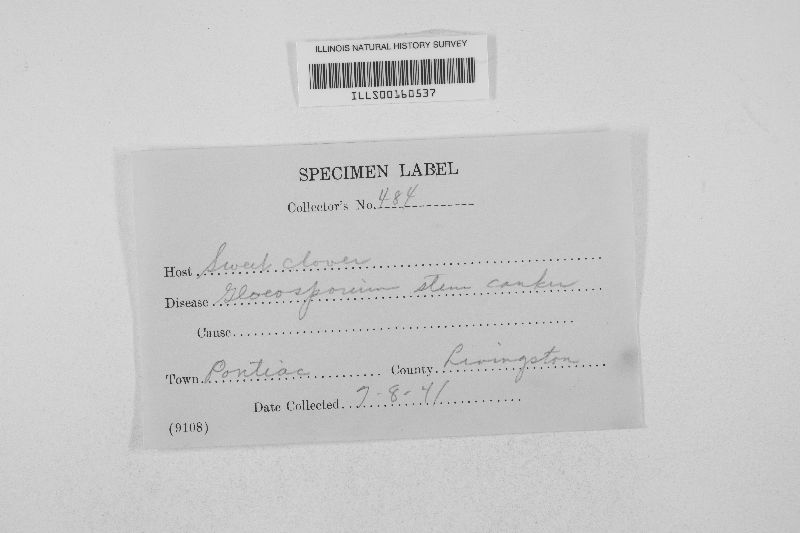 ILLINOIS NATURAL HISTORY SURVEY
ILLS00160537
SPECIMEN LABEL
Collector's No. 484
Host Sweet clover
Disease Gloeosporium stem canker
Cause
Town Pontiac County Livingston
Date Collected 7-8-41
(9108)